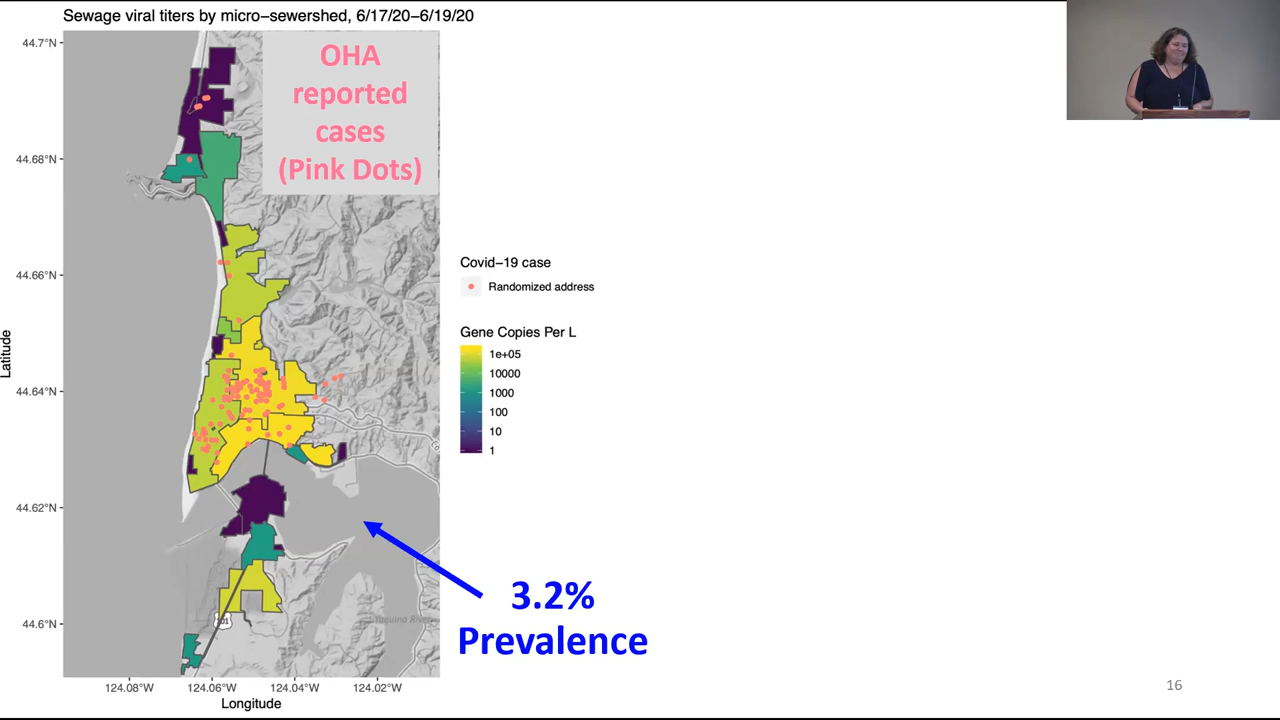 Sewage viral titers by micro−sewershed, 6/17/20−6/19/20
OHA
reported
cases
(Pink Dots)
44.7°N
44.68°N
44.66°N
44.64°N
44.62°N
44.6°N
Latitude
124.08°W
124.06°W
124.04°W
124.02°W
Longitude
Covid−19 case
Randomized address
Gene Copies Per L
1e+05
10000
1000
100
10
1
3.2%
Prevalence
Yaquina River
101
16